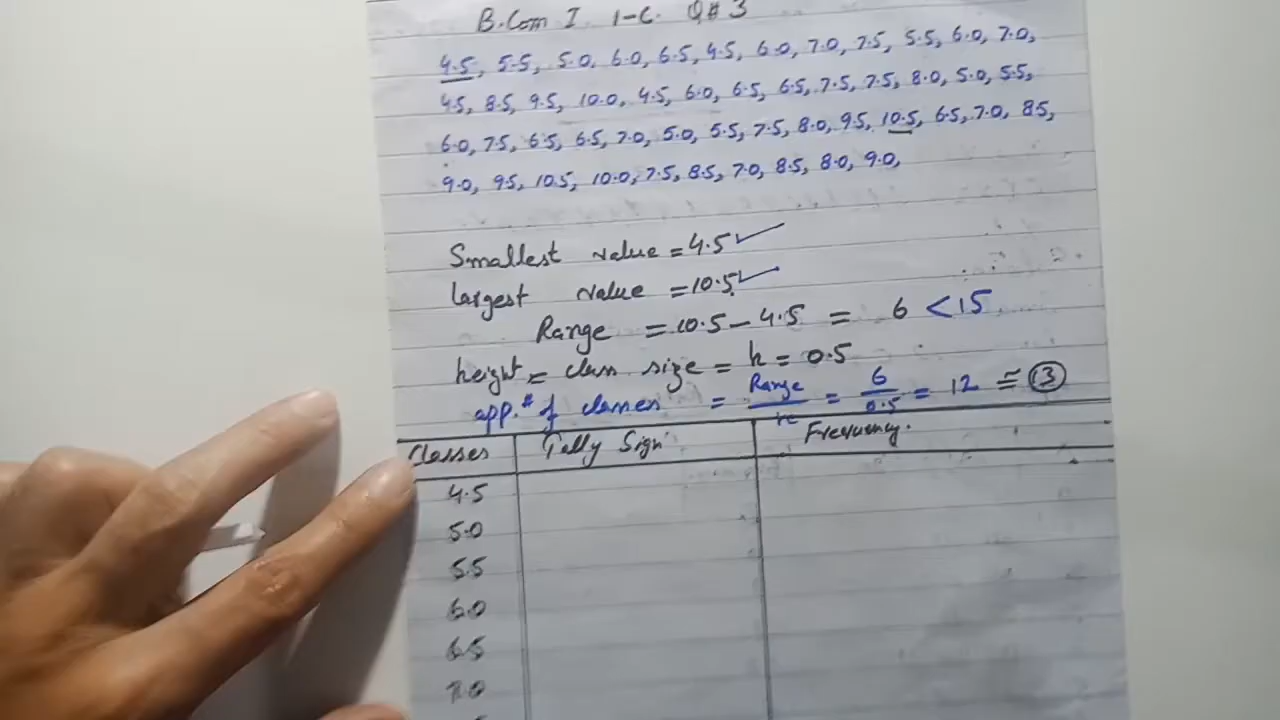 B.Com I 1-C. Q#3
4.5, 5.5, 5.0, 6.0, 6.5, 4.5, 6.0, 7.0, 7.5, 5.5, 6.0, 7.0,
4.5, 8.5, 9.5, 10.0, 4.5, 6.0, 6.5, 6.5, 7.5, 7.5, 8.0, 5.0, 5.5,
6.0, 7.5, 6.5, 6.5, 7.0, 5.0, 5.5, 7.5, 8.0, 9.5, 10.5, 6.5, 7.0, 8.5,
9.0, 9.5, 10.5, 10.0, 7.5, 8.5, 7.0, 8.5, 8.0, 9.0,
Smallest value = 4.5 ✓
largest value = 10.5 ✓
Range = 10.5 - 4.5 = 6 < 15
height = class size = h = 0.5
app. # of classes = Range/h = 6/0.5 = 12 ≅ 13
Classes Tally Sign Frequency.
4.5
5.0
5.5
6.0
6.5
7.0